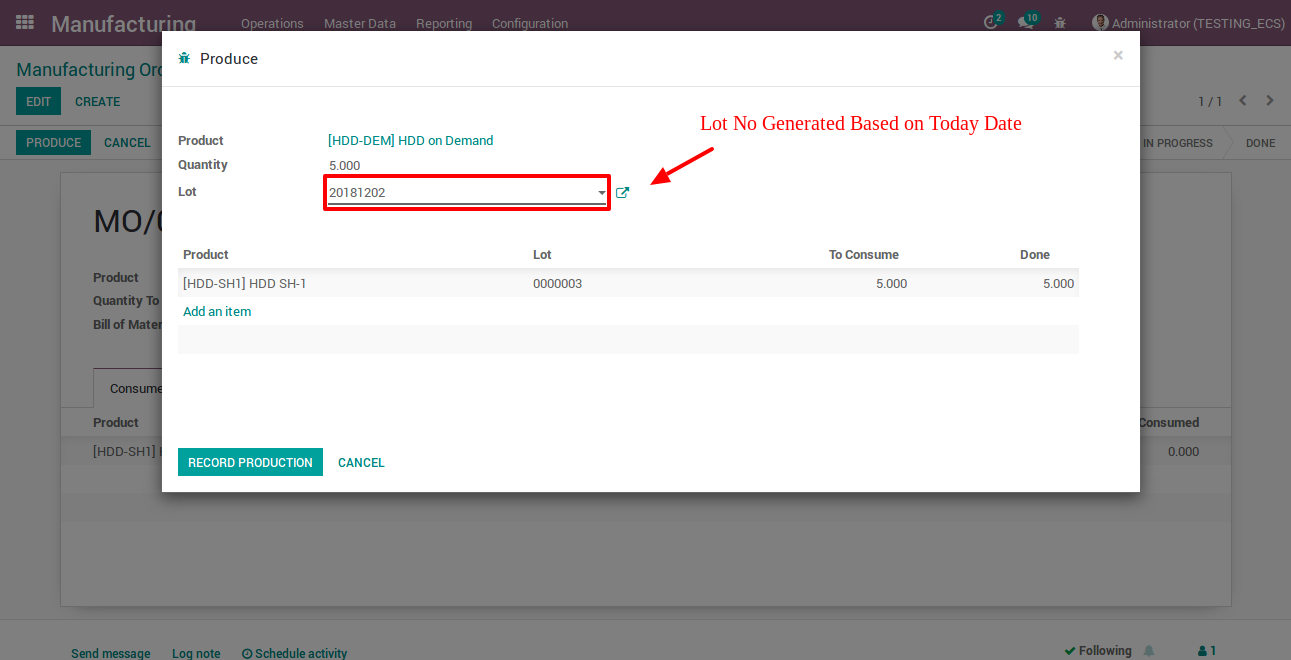 Manufacturing Operations Master Data Reporting Configuration 2 10 Administrator (TESTING_ECS)
Produce ×
Manufacturing Ord
EDIT CREATE 1 / 1
Lot No Generated Based on Today Date
PRODUCE CANCEL IN PROGRESS DONE
Product [HDD-DEM] HDD on Demand
Quantity 5.000
Lot 20181202
MO/
Product Lot To Consume Done
Product
[HDD-SH1] HDD SH-1 0000003 5.000 5.000
Quantity To
Add an item
Bill of Mater
Consume
Product Consumed
[HDD-SH1] 0.000
RECORD PRODUCTION CANCEL
Send message Log note Schedule activity Following 1